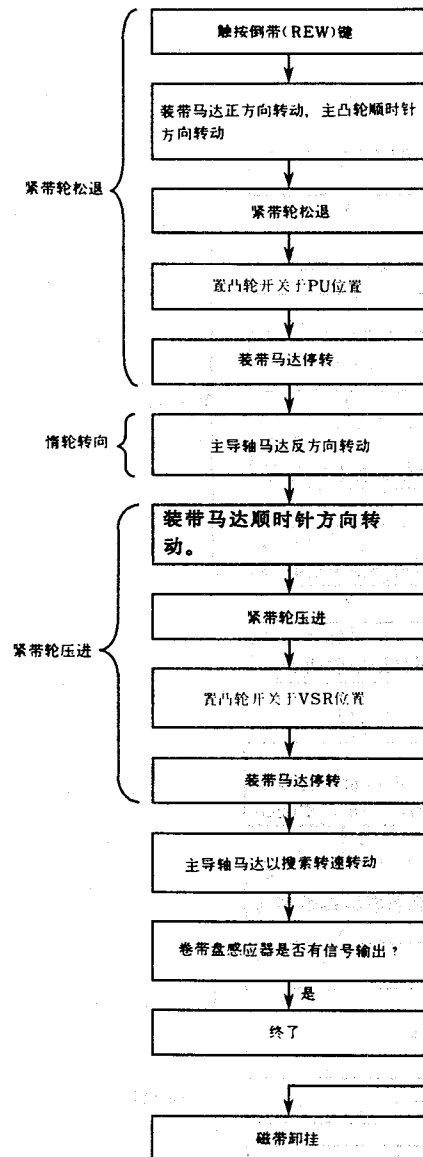 触按倒带(REW)键
装带马达正方向转动，主凸轮顺时针
方向转动
紧带轮松退
紧带轮松退
置凸轮开关于PU位置
装带马达停转
惰轮转向
主导轴马达反方向转动
装带马达顺时针方向转
动。
紧带轮压进
紧带轮压进
置凸轮开关于VSR位置
装带马达停转
主导轴马达以搜索转速转动
卷带盘感应器是否有信号输出？
是
终了
磁带卸挂